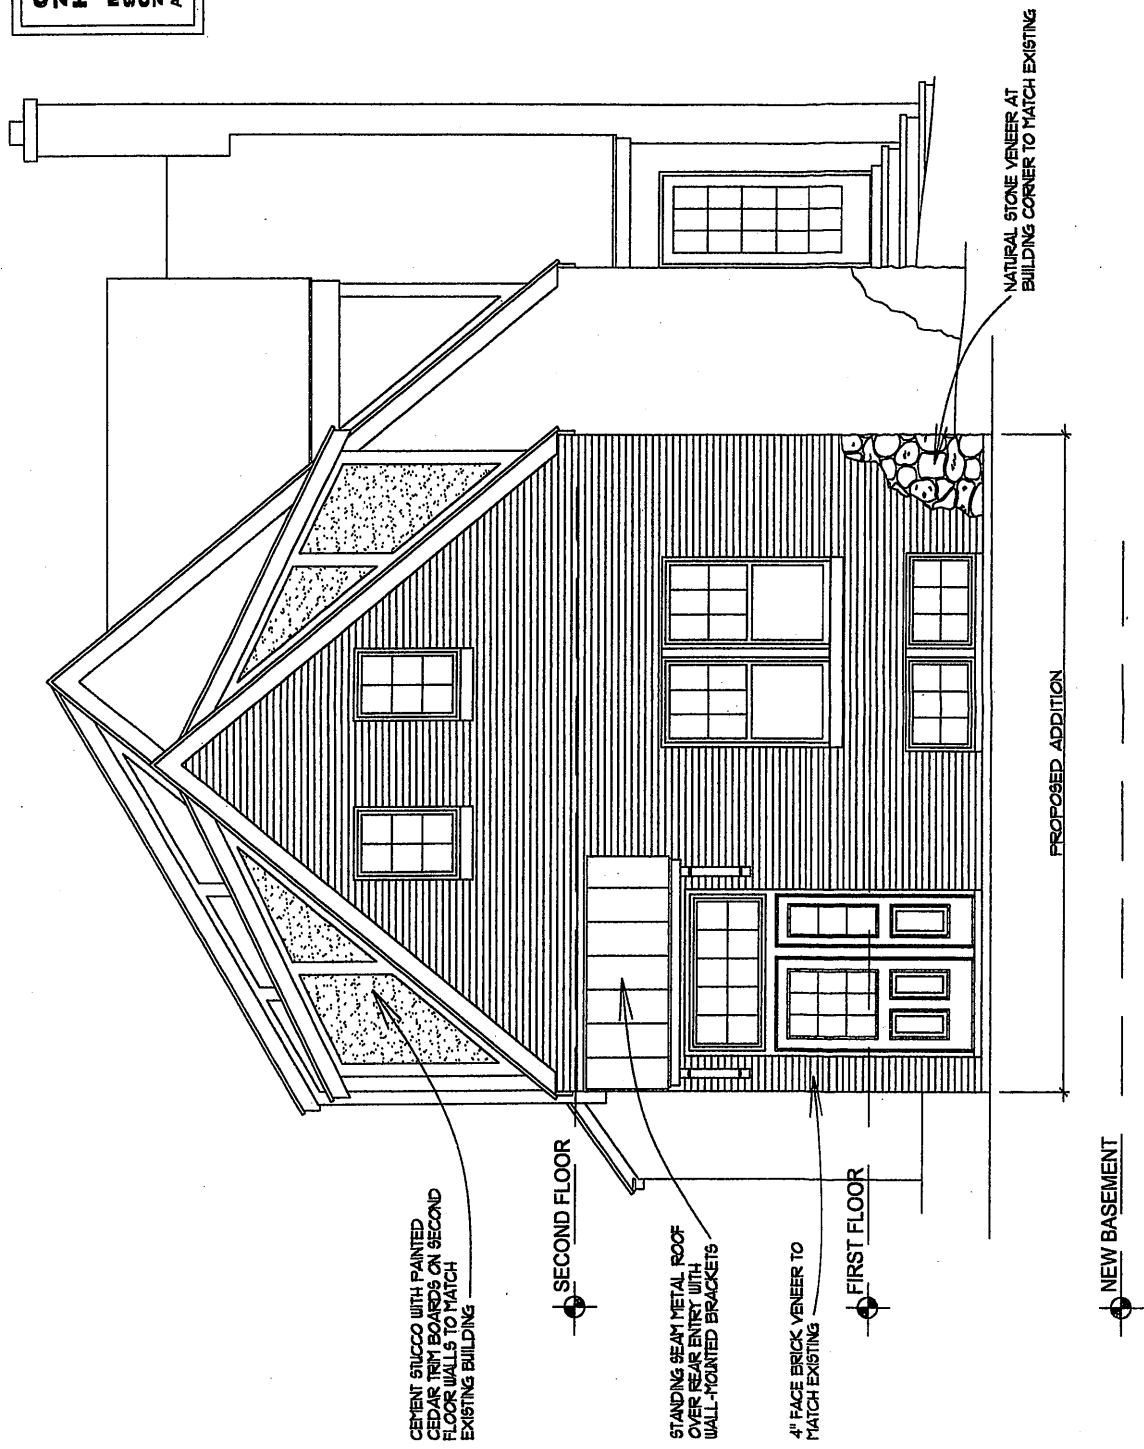 CEMENT STUCCO WITH PAINTED
CEDAR TRIM BOARDS ON SECOND
FLOOR WALLS TO MATCH
EXISTING BUILDING
SECOND FLOOR
STANDING SEAM METAL ROOF
OVER REAR ENTRY WITH
WALL-MOUNTED BRACKETS
4" FACE BRICK VENEER TO
MATCH EXISTING
FIRST FLOOR
NEW BASEMENT
PROPOSED ADDITION
NATURAL STONE VENEER AT
BUILDING CORNER TO MATCH EXISTING